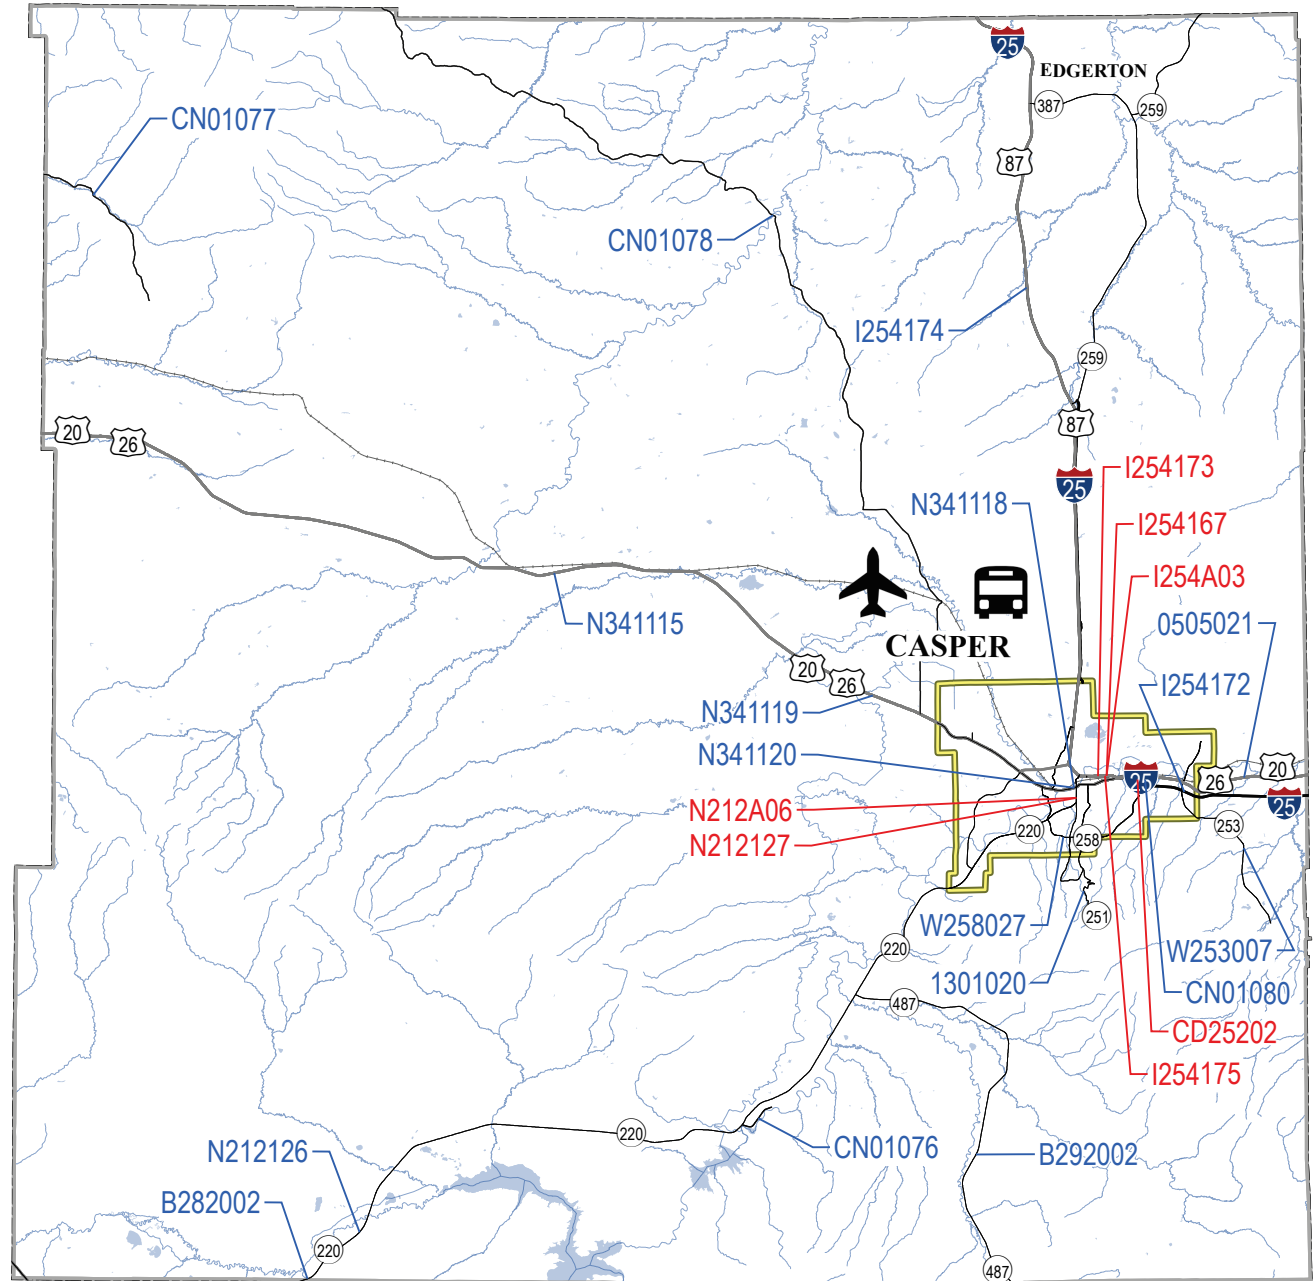 25
EDGERTON
387
259
CN01077
87
CN01078
I254174
259
20
26
87
I254173
25
N341118
I254167
I254A03
N341115
0505021
CASPER
20
26
I254172
N341119
N341120
25
26
20
25
N212A06
N212127
220
258
253
W258027
251
220
W253007
1301020
CN01080
487
CD25202
I254175
220
CN01076
N212126
B292002
B282002
220
487